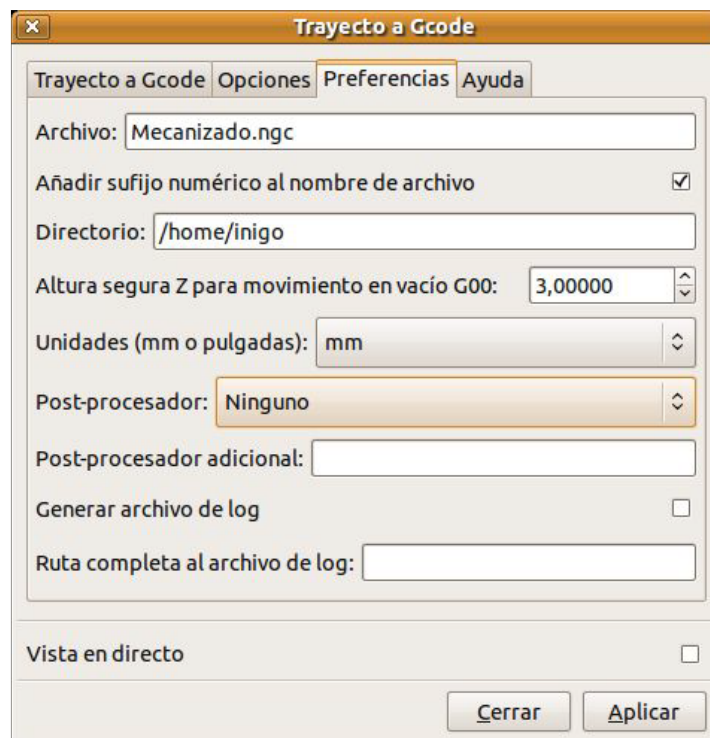 Trayecto a Gcode
Trayecto a Gcode Opciones Preferencias Ayuda
Archivo: Mecanizado.ngc
Añadir sufijo numérico al nombre de archivo
Directorio: /home/inigo
Altura segura Z para movimiento en vacío G00: 3,00000
Unidades (mm o pulgadas): mm
Post-procesador: Ninguno
Post-procesador adicional:
Generar archivo de log
Ruta completa al archivo de log:
Vista en directo
Cerrar Aplicar